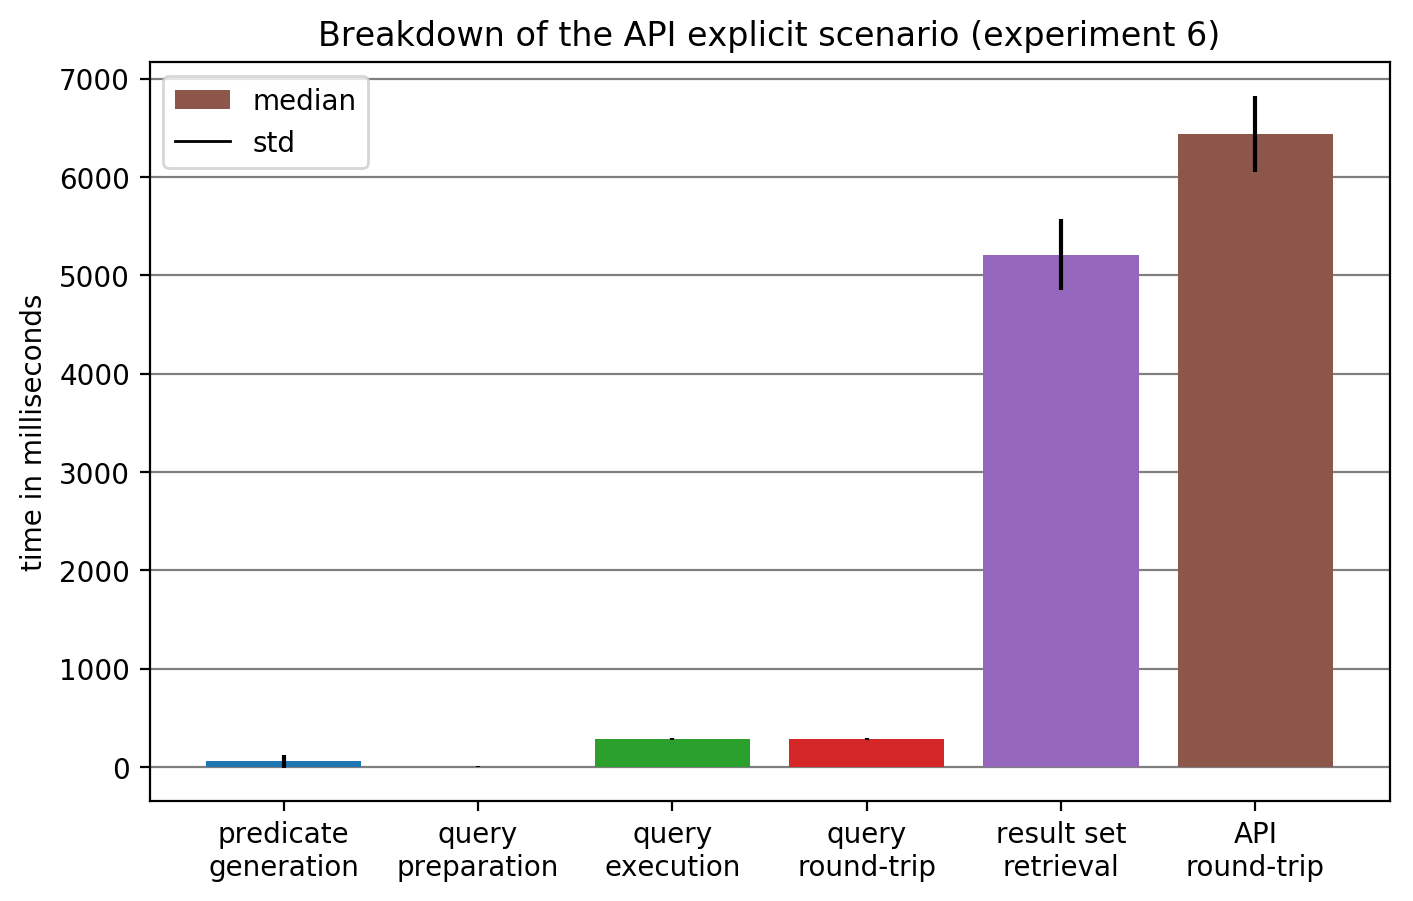 Breakdown of the API explicit scenario (experiment 6)
median
std
7000
6000
5000
4000
3000
2000
1000
0
time in milliseconds
predicate
generation
query
preparation
query
execution
query
round-trip
result set
retrieval
API
round-trip